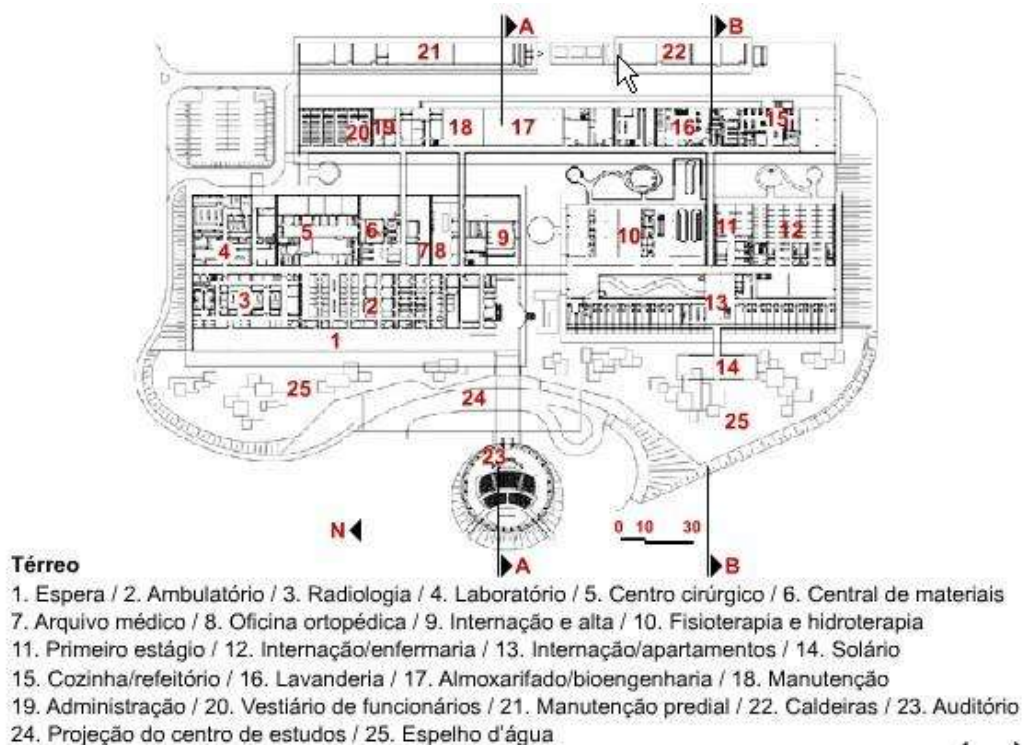 A B
21 22
20 19 18 17 16 15
5 6 9 10 11 12
4 7 8
3 2 13
1
14
25 24 25
23
N
0 10 30
A B
Térreo
1. Espera / 2. Ambulatório / 3. Radiologia / 4. Laboratório / 5. Centro cirúrgico / 6. Central de materiais
7. Arquivo médico / 8. Oficina ortopédica / 9. Internação e alta / 10. Fisioterapia e hidroterapia
11. Primeiro estágio / 12. Internação/enfermaria / 13. Internação/apartamentos / 14. Solário
15. Cozinha/refeitório / 16. Lavanderia / 17. Almoxarifado/bioengenharia / 18. Manutenção
19. Administração / 20. Vestiário de funcionários / 21. Manutenção predial / 22. Caldeiras / 23. Auditório
24. Projeção do centro de estudos / 25. Espelho d'água